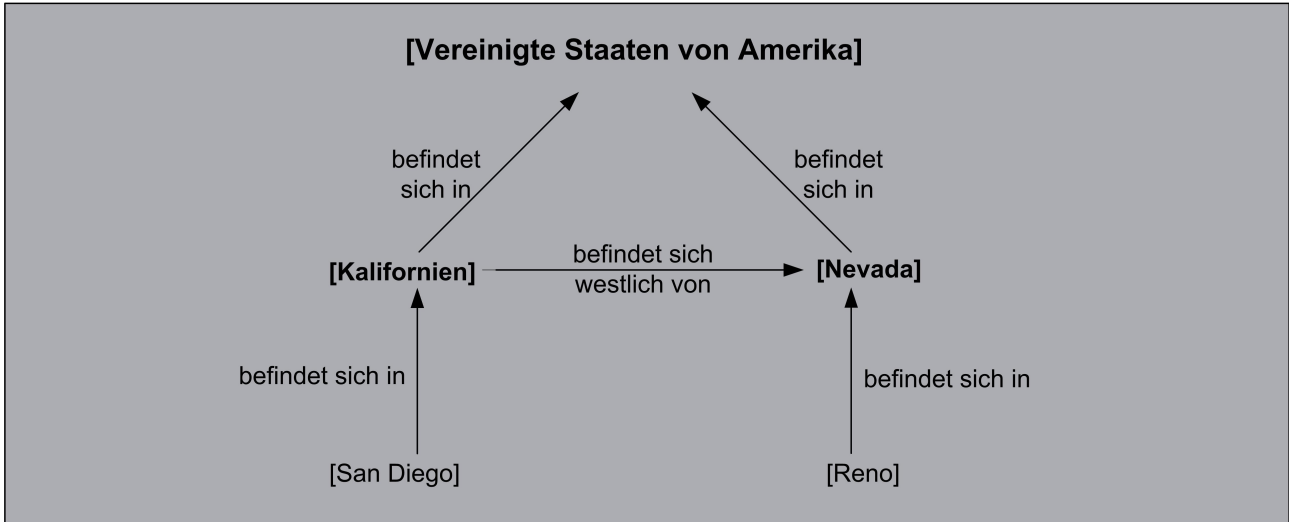 [Vereinigte Staaten von Amerika]
befindet
sich in
befindet
sich in
[Kalifornien]
befindet sich
westlich von
[Nevada]
befindet sich in
befindet sich in
[San Diego]
[Reno]